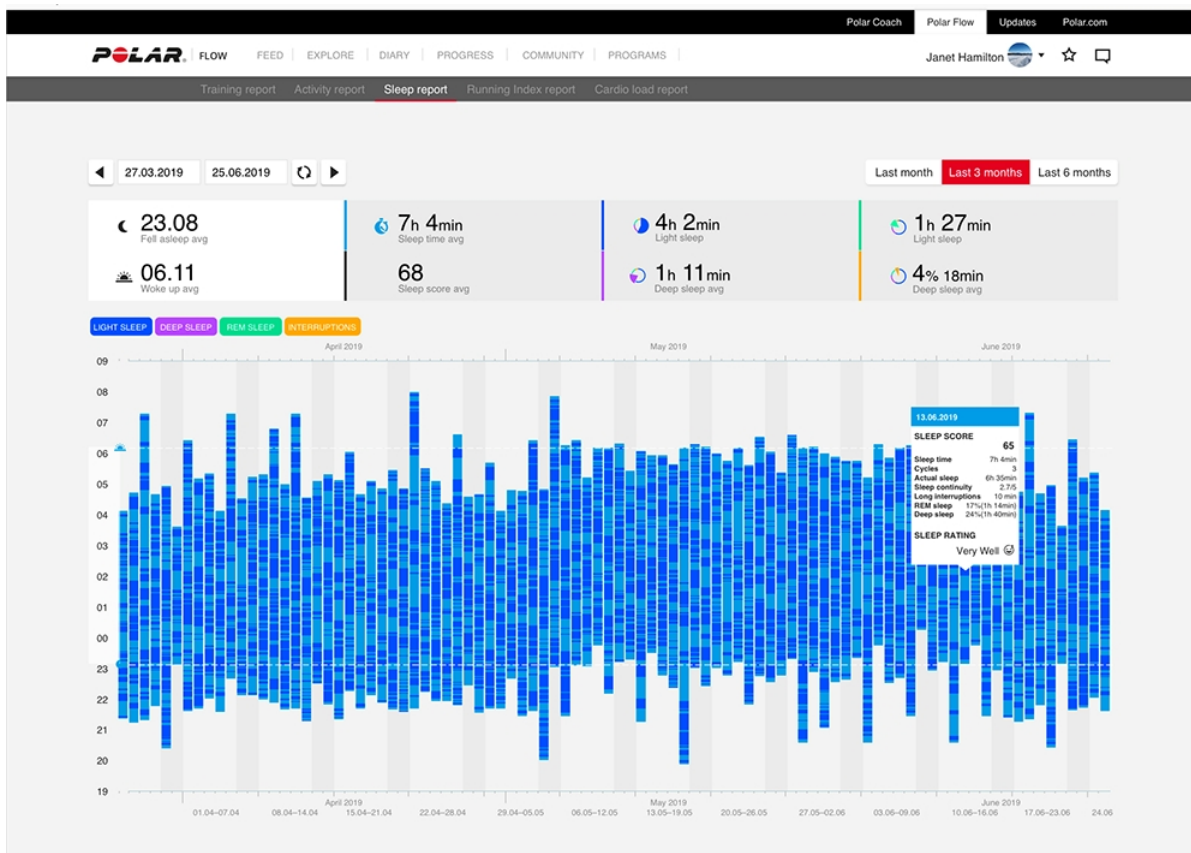 Polar Coach Polar Flow Updates Polar.com
POLAR. FLOW FEED EXPLORE DIARY PROGRESS COMMUNITY PROGRAMS Janet Hamilton
Training report Activity report Sleep report Running Index report Cardio load report
27.03.2019 25.06.2019 Last month Last 3 months Last 6 months
23.08 7h 4min 4h 2min 1h 27min
Fell asleep avg Sleep time avg Light sleep Light sleep
06.11 68 1h 11min 4% 18min
Woke up avg Sleep score avg Deep sleep avg Deep sleep avg
LIGHT SLEEP DEEP SLEEP REM SLEEP INTERRUPTIONS
April 2019 May 2019 June 2019
09
08
07
06
05
04
03
02
01
00
23
22
21
20
19
13.06.2019
SLEEP SCORE
65
Sleep time 7h 4min
Cycles 3
Actual sleep 6h 35min
Sleep continuity 2.7/5
Long interruptions 10 min
REM sleep 17%(1h 14min)
Deep sleep 24%(1h 40min)
SLEEP RATING
Very Well
April 2019 May 2019 June 2019
01.04–07.04 08.04–14.04 15.04–21.04 22.04–28.04 29.04–05.05 06.05–12.05 13.05–19.05 20.05–26.05 27.05–02.06 03.06–09.06 10.06–16.06 17.06–23.06 24.06